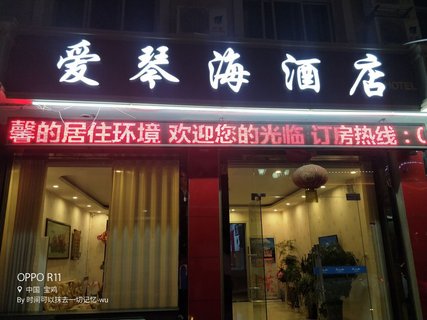 爱琴海酒店
HOTEL
馨的居住环境 欢迎您的光临 订房热线：0
OPPO R11
中国 宝鸡
By 时间可以抹去一切记忆-wu